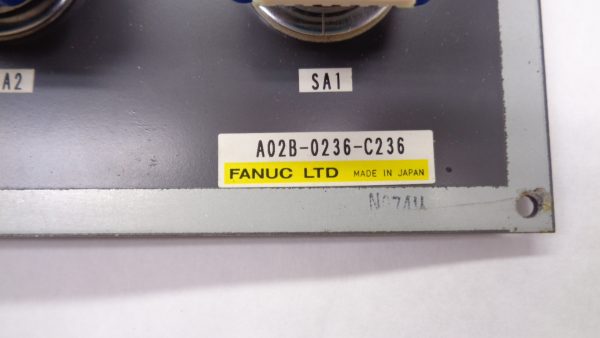 A2
SA1
A02B-0236-C236
FANUC LTD MADE IN JAPAN